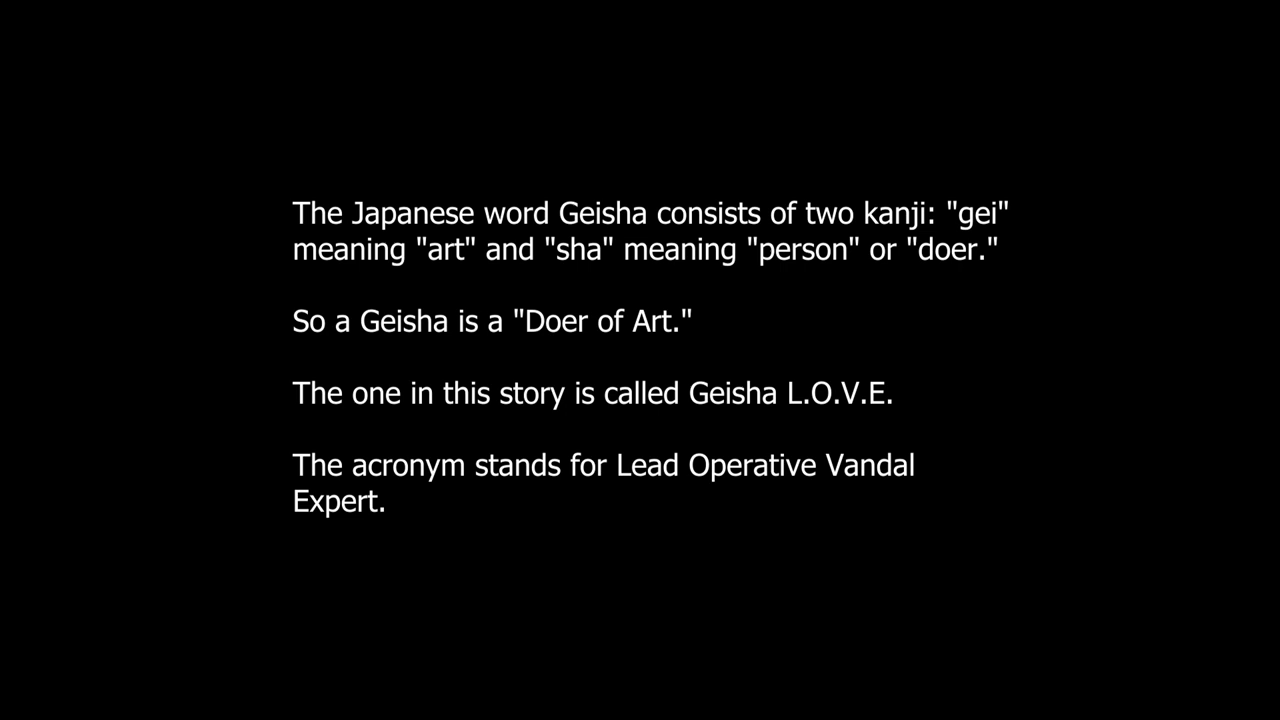 The Japanese word Geisha consists of two kanji: "gei"
meaning "art" and "sha" meaning "person" or "doer."
So a Geisha is a "Doer of Art."
The one in this story is called Geisha L.O.V.E.
The acronym stands for Lead Operative Vandal
Expert.